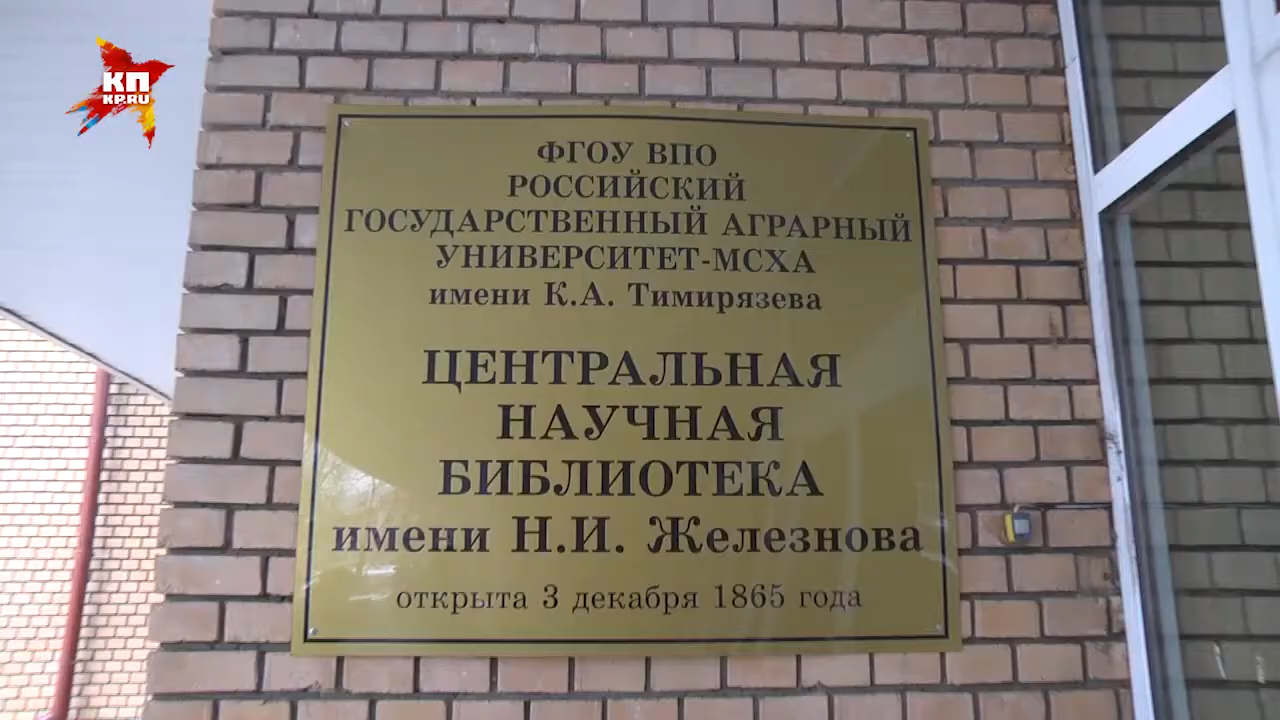 КП
KP.RU
ФГОУ ВПО
РОССИЙСКИЙ
ГОСУДАРСТВЕННЫЙ АГРАРНЫЙ
УНИВЕРСИТЕТ-МСХА
имени К.А. Тимирязева
ЦЕНТРАЛЬНАЯ
НАУЧНАЯ
БИБЛИОТЕКА
имени Н.И. Железнова
открыта 3 декабря 1865 года